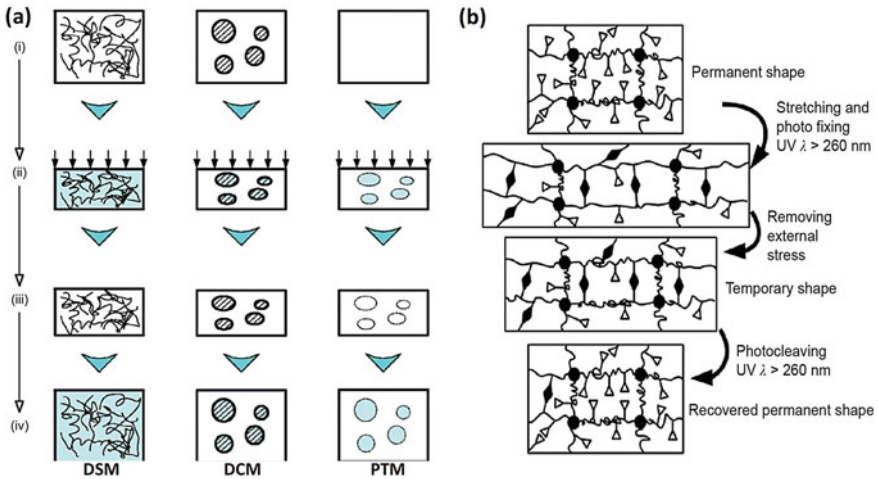 (a)
(i)
(ii)
(iii)
(iv)
DSM
DCM
PTM
(b)
Permanent shape
Stretching and
photo fixing
UV λ > 260 nm
Removing
external
stress
Temporary shape
Photocleaving
UV λ > 260 nm
Recovered permanent shape